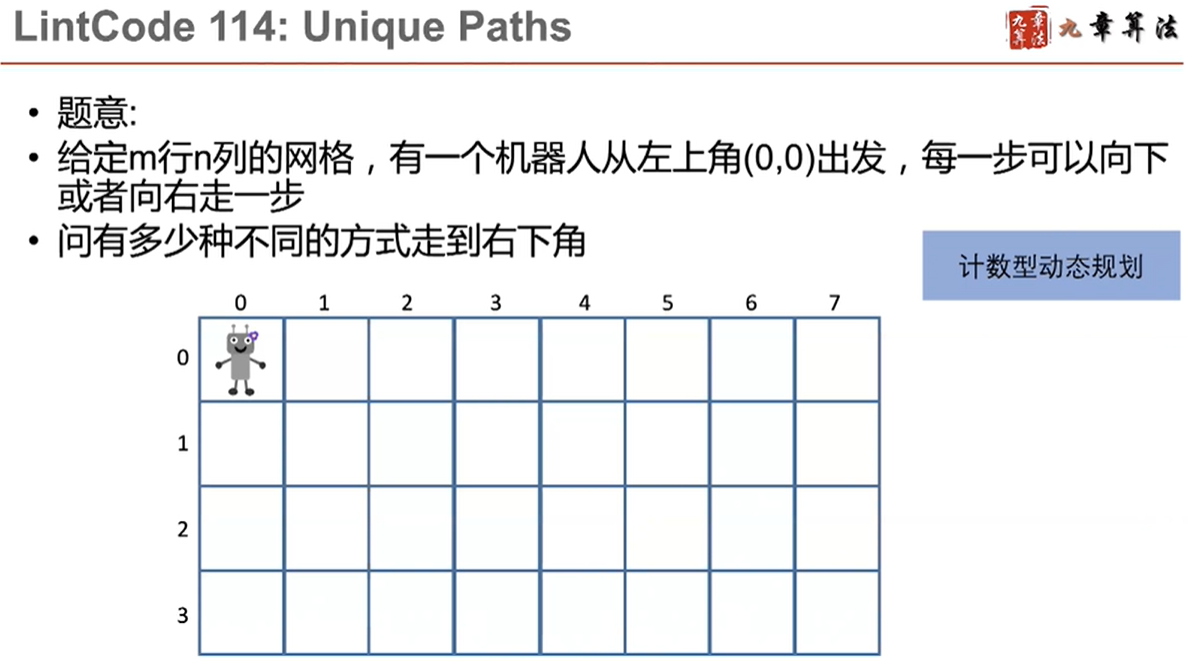 LintCode 114: Unique Paths
九章算法
九章算法
• 题意:
• 给定m行n列的网格，有一个机器人从左上角(0,0)出发，每一步可以向下
或者向右走一步
• 问有多少种不同的方式走到右下角
计数型动态规划
0 1 2 3 4 5 6 7
0
1
2
3